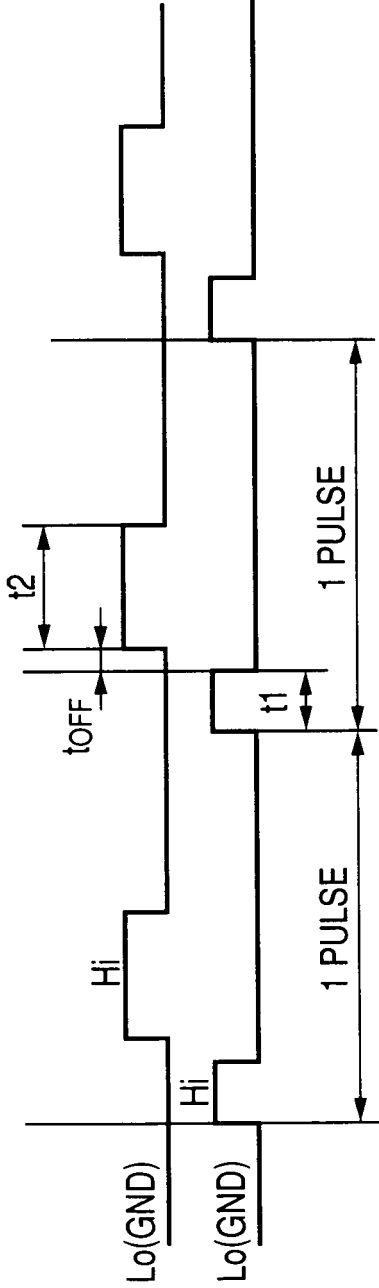 t2
tOFF
Hi
Lo(GND)
Hi
t1
Lo(GND)
1 PULSE
1 PULSE